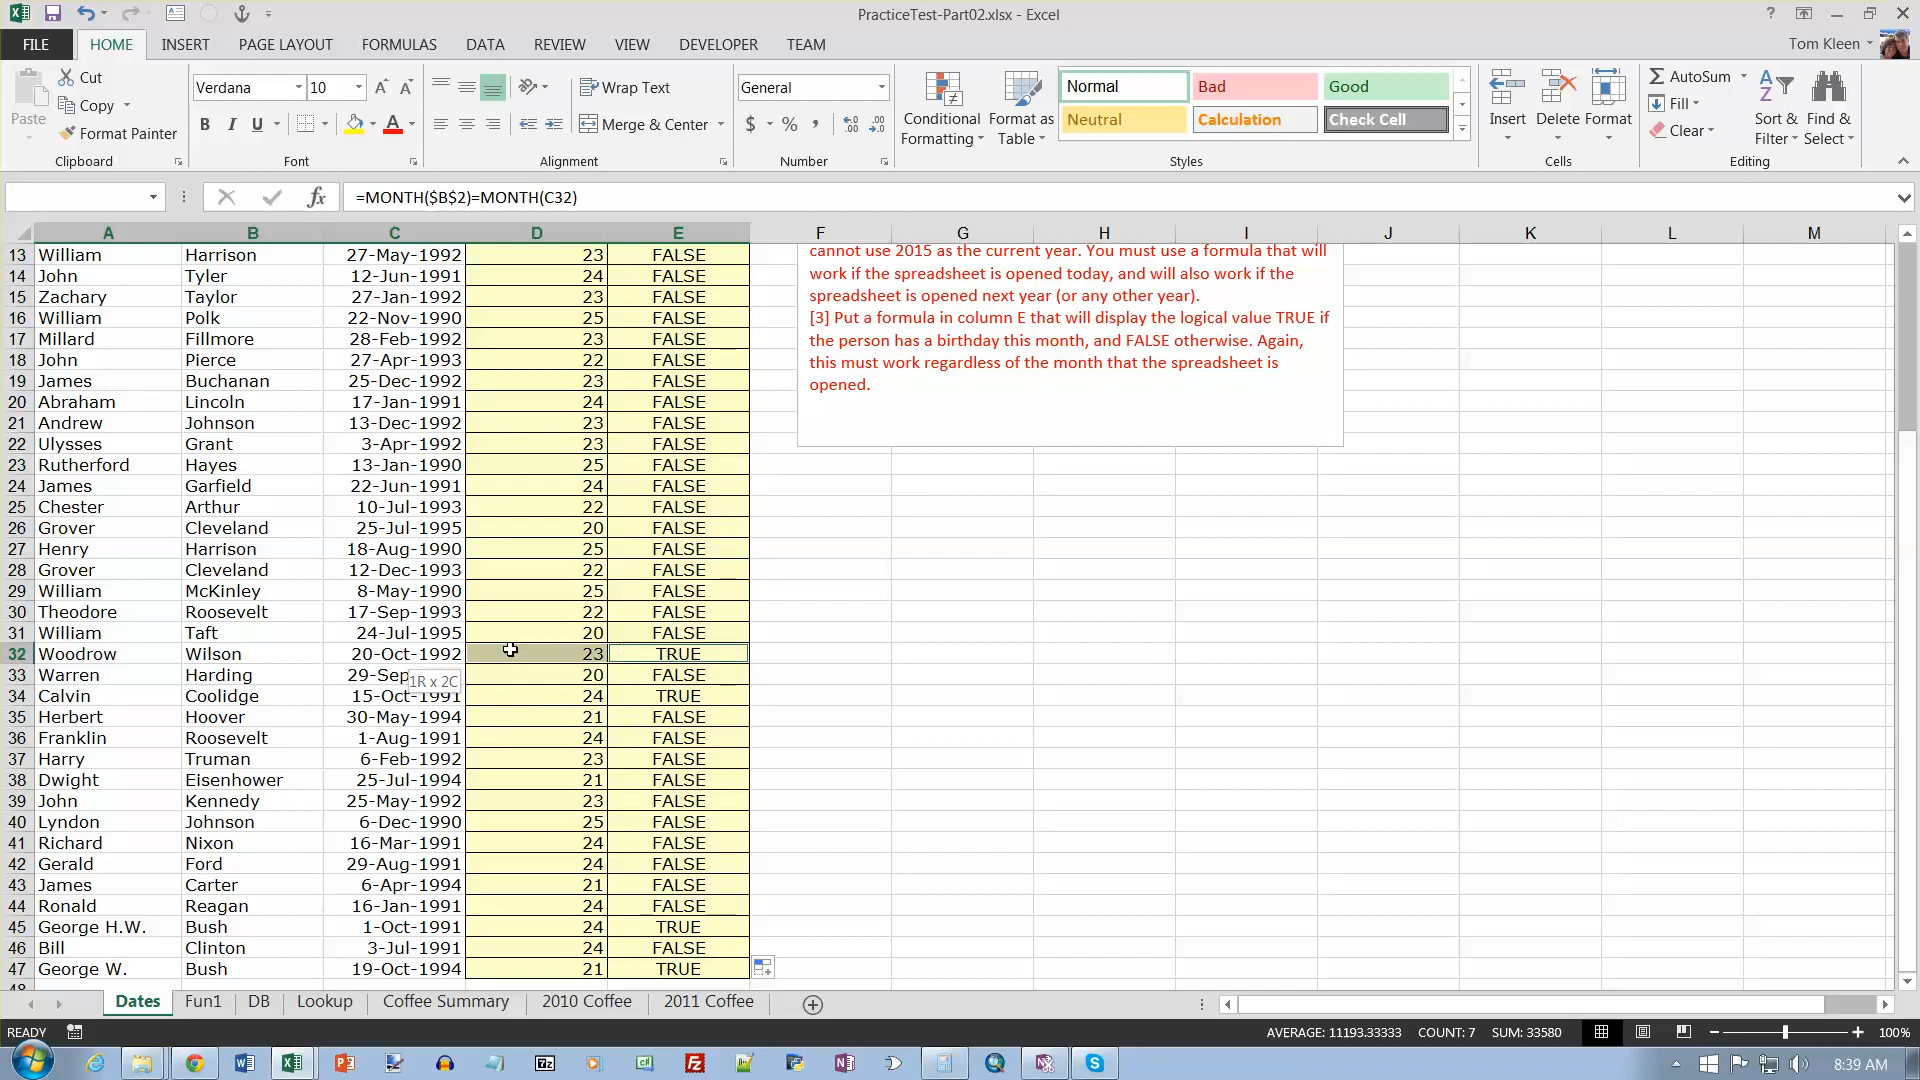 PracticeTest-Part02.xlsx - Excel
FILE HOME INSERT PAGE LAYOUT FORMULAS DATA REVIEW VIEW DEVELOPER TEAM Tom Kleen
Paste Cut Copy Format Painter Clipboard
Verdana 10 B I U A A Font
Wrap Text Merge & Center Alignment
General $ % , Number
Conditional Formatting Format as Table Normal Bad Good Neutral Calculation Check Cell Styles
Insert Delete Format Cells
AutoSum Fill Clear Sort & Filter Find & Select Editing
fx =MONTH($B$2)=MONTH(C32)
A B C D E F G H I J K L M
13 William Harrison 27-May-1992 23 FALSE
14 John Tyler 12-Jun-1991 24 FALSE
15 Zachary Taylor 27-Jan-1992 23 FALSE
16 William Polk 22-Nov-1990 25 FALSE
17 Millard Fillmore 28-Feb-1992 23 FALSE
18 John Pierce 27-Apr-1993 22 FALSE
19 James Buchanan 25-Dec-1992 23 FALSE
20 Abraham Lincoln 17-Jan-1991 24 FALSE
21 Andrew Johnson 13-Dec-1992 23 FALSE
22 Ulysses Grant 3-Apr-1992 23 FALSE
23 Rutherford Hayes 13-Jan-1990 25 FALSE
24 James Garfield 22-Jun-1991 24 FALSE
25 Chester Arthur 10-Jul-1993 22 FALSE
26 Grover Cleveland 25-Jul-1995 20 FALSE
27 Henry Harrison 18-Aug-1990 25 FALSE
28 Grover Cleveland 12-Dec-1993 22 FALSE
29 William McKinley 8-May-1990 25 FALSE
30 Theodore Roosevelt 17-Sep-1993 22 FALSE
31 William Taft 24-Jul-1995 20 FALSE
32 Woodrow Wilson 20-Oct-1992 23 TRUE
33 Warren Harding 29-Sep 20 FALSE
1R x 2C
34 Calvin Coolidge 15-Oct-1991 24 TRUE
35 Herbert Hoover 30-May-1994 21 FALSE
36 Franklin Roosevelt 1-Aug-1991 24 FALSE
37 Harry Truman 6-Feb-1992 23 FALSE
38 Dwight Eisenhower 25-Jul-1994 21 FALSE
39 John Kennedy 25-May-1992 23 FALSE
40 Lyndon Johnson 6-Dec-1990 25 FALSE
41 Richard Nixon 16-Mar-1991 24 FALSE
42 Gerald Ford 29-Aug-1991 24 FALSE
43 James Carter 6-Apr-1994 21 FALSE
44 Ronald Reagan 16-Jan-1991 24 FALSE
45 George H.W. Bush 1-Oct-1991 24 TRUE
46 Bill Clinton 3-Jul-1991 24 FALSE
47 George W. Bush 19-Oct-1994 21 TRUE
cannot use 2015 as the current year. You must use a formula that will
work if the spreadsheet is opened today, and will also work if the
spreadsheet is opened next year (or any other year).
[3] Put a formula in column E that will display the logical value TRUE if
the person has a birthday this month, and FALSE otherwise. Again,
this must work regardless of the month that the spreadsheet is
opened.
Dates Fun1 DB Lookup Coffee Summary 2010 Coffee 2011 Coffee
READY AVERAGE: 11193.33333 COUNT: 7 SUM: 33580 100%
8:39 AM